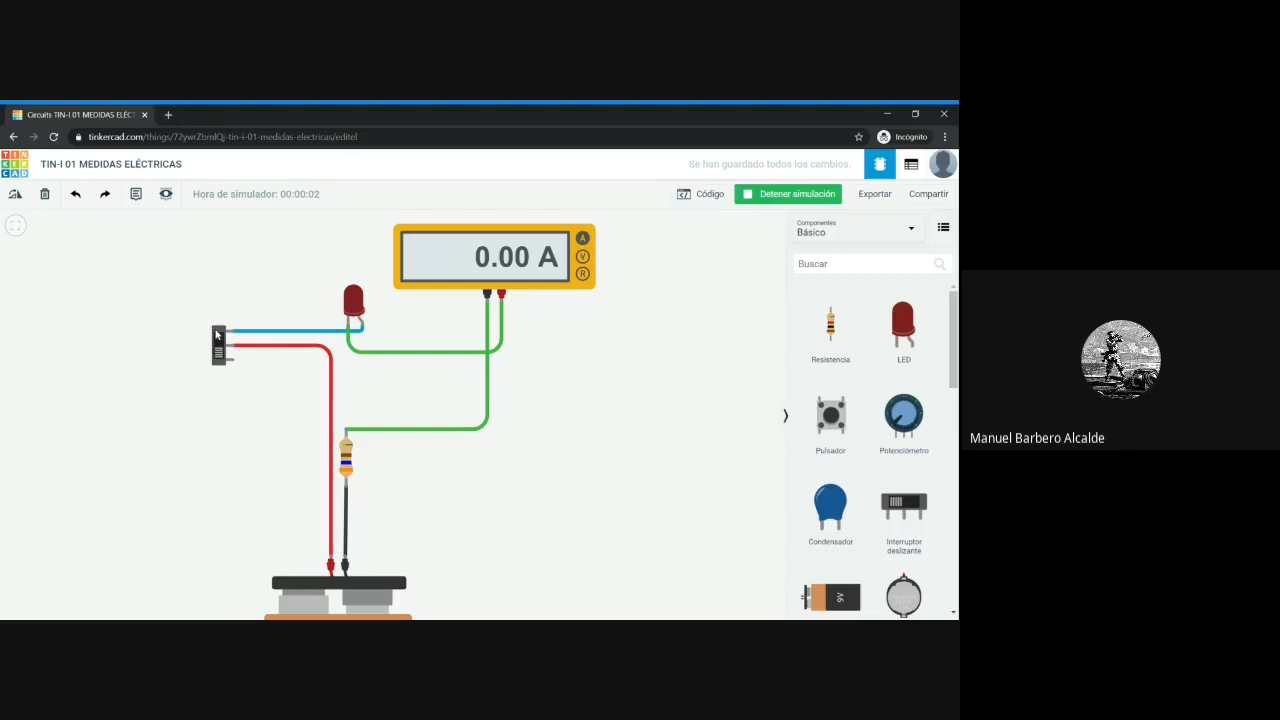 Circuits TIN-I 01 MEDIDAS ELÉCT
tinkercad.com/things/72ywrZbmlQj-tin-i-01-medidas-electricas/editel
Incógnito
TIN
KER
CAD
TIN-I 01 MEDIDAS ELÉCTRICAS
Se han guardado todos los cambios.
Hora de simulador: 00:00:02
Código
Detener simulación
Exportar
Compartir
Componentes
Básico
Buscar
0.00 A
A
V
R
Resistencia
LED
Pulsador
Potenciómetro
Condensador
Interruptor
deslizante
9V
Manuel Barbero Alcalde